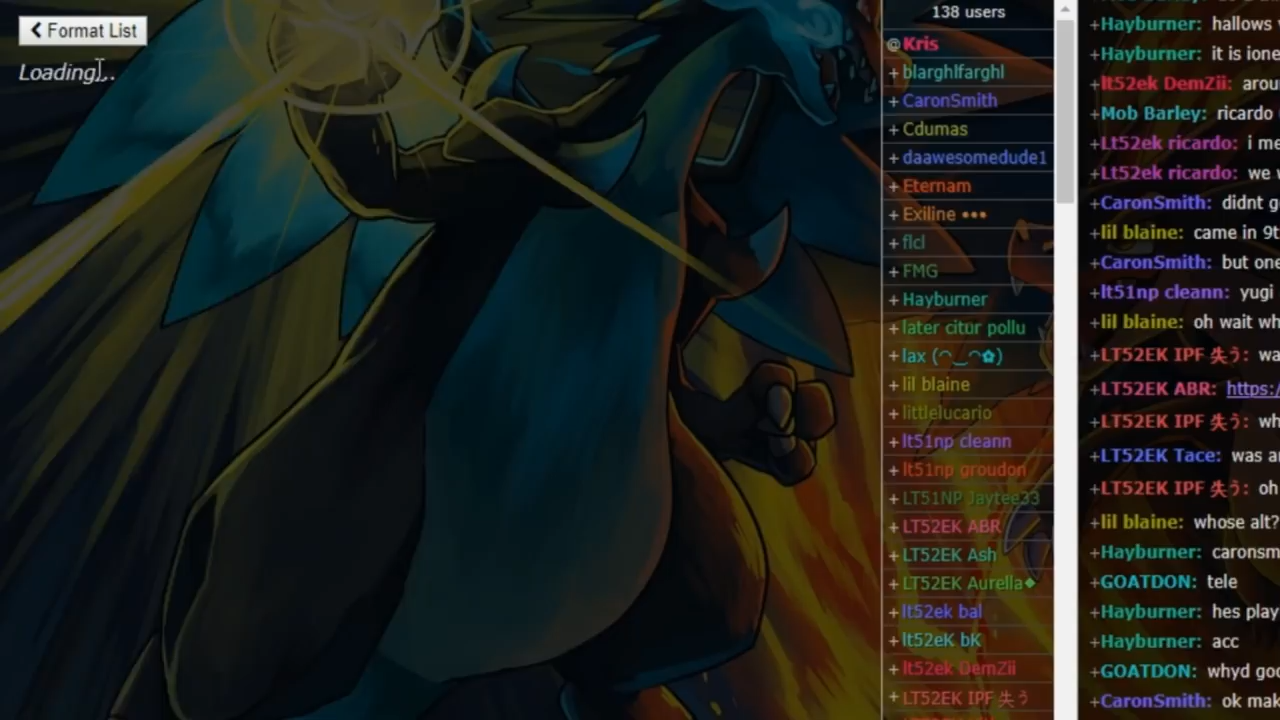 Format List
Loading...
138 users
@Kris
+blarghlfarghl
+CaronSmith
+Cdumas
+daawesomedude1
+Eternam
+Exiline •••
+flcl
+FMG
+Hayburner
+later citur pollu
+lax (◠‿◠✿)
+lil blaine
+littlelucario
+lt51np cleann
+lt51np groudon
+LT51NP Jaytee33
+LT52EK ABR
+LT52EK Ash
+LT52EK Aurella◆
+lt52ek bal
+lt52eK bK
+lt52ek DemZii
+LT52EK IPF 失う
+Hayburner: hallows
+Hayburner: it is ione
+lt52ek DemZii: arou
+Mob Barley: ricardo
+Lt52ek ricardo: i me
+Lt52ek ricardo: we
+CaronSmith: didnt g
+lil blaine: came in 9t
+CaronSmith: but one
+lt51np cleann: yugi
+lil blaine: oh wait wh
+LT52EK IPF 失う: wa
+LT52EK ABR: https:/
+LT52EK IPF 失う: wh
+LT52EK Tace: was a
+LT52EK IPF 失う: oh
+lil blaine: whose alt?
+Hayburner: caronsm
+GOATDON: tele
+Hayburner: hes play
+Hayburner: acc
+GOATDON: whyd goo
+CaronSmith: ok mak